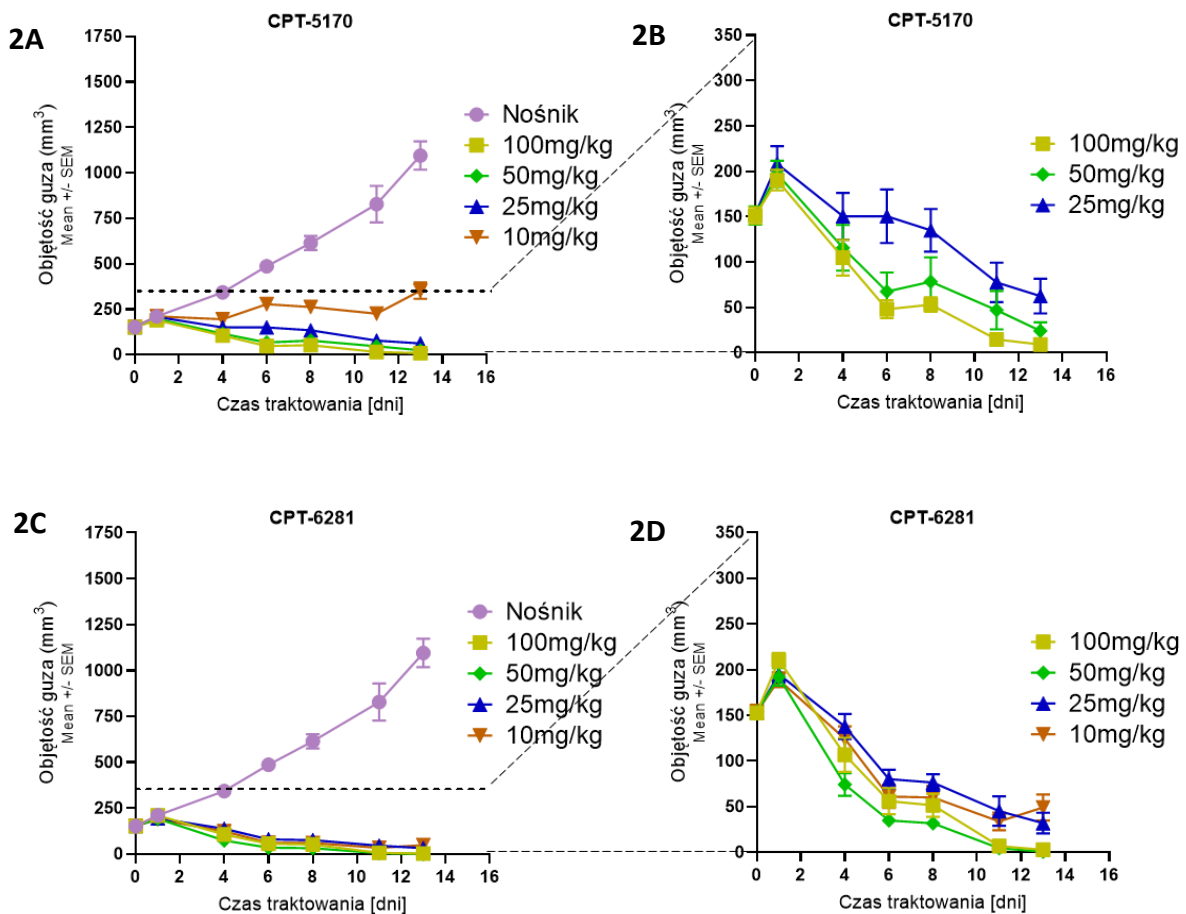 2A
CPT-5170
1750
1500
1250
1000
750
500
250
0
Objętość guza (mm3)
Mean +/- SEM
0 2 4 6 8 10 12 14 16
Czas traktowania [dni]
Nośnik
100mg/kg
50mg/kg
25mg/kg
10mg/kg
2B
CPT-5170
350
300
250
200
150
100
50
0
Objętość guza (mm3)
Mean +/- SEM
0 2 4 6 8 10 12 14 16
Czas traktowania [dni]
100mg/kg
50mg/kg
25mg/kg
2C
CPT-6281
1750
1500
1250
1000
750
500
250
0
Objętość guza (mm3)
Mean +/- SEM
0 2 4 6 8 10 12 14 16
Czas traktowania [dni]
Nośnik
100mg/kg
50mg/kg
25mg/kg
10mg/kg
2D
CPT-6281
350
300
250
200
150
100
50
0
Objętość guza (mm3)
Mean +/- SEM
0 2 4 6 8 10 12 14 16
Czas traktowania [dni]
100mg/kg
50mg/kg
25mg/kg
10mg/kg